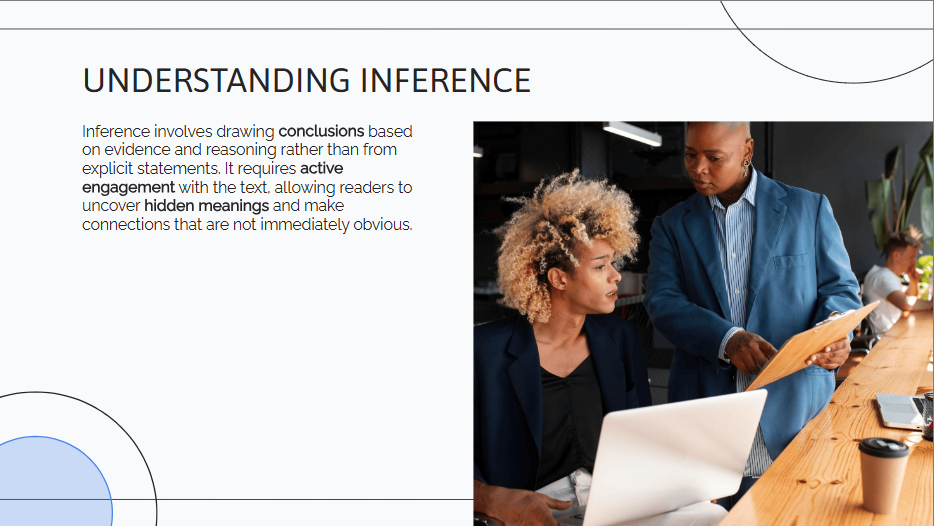 UNDERSTANDING INFERENCE
Inference involves drawing conclusions based
on evidence and reasoning rather than from
explicit statements. It requires active
engagement with the text, allowing readers to
uncover hidden meanings and make
connections that are not immediately obvious.